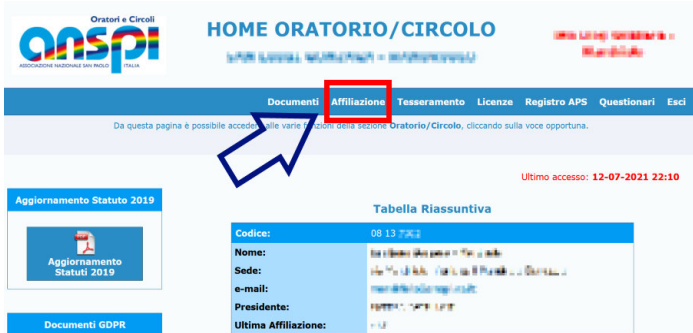 Oratori e Circoli
anspi
ASSOCIAZIONE NAZIONALE SAN PAOLO ITALIA
HOME ORATORIO/CIRCOLO
Documenti Affiliazione Tesseramento Licenze Registro APS Questionari Esci
Da questa pagina è possibile accedere alle varie funzioni della sezione Oratorio/Circolo, cliccando sulla voce opportuna.
Ultimo accesso: 12-07-2021 22:10
Aggiornamento Statuto 2019
Aggiornamento
Statuti 2019
Documenti GDPR
Tabella Riassuntiva
Codice: 08 13
Nome:
Sede:
e-mail:
Presidente:
Ultima Affiliazione: